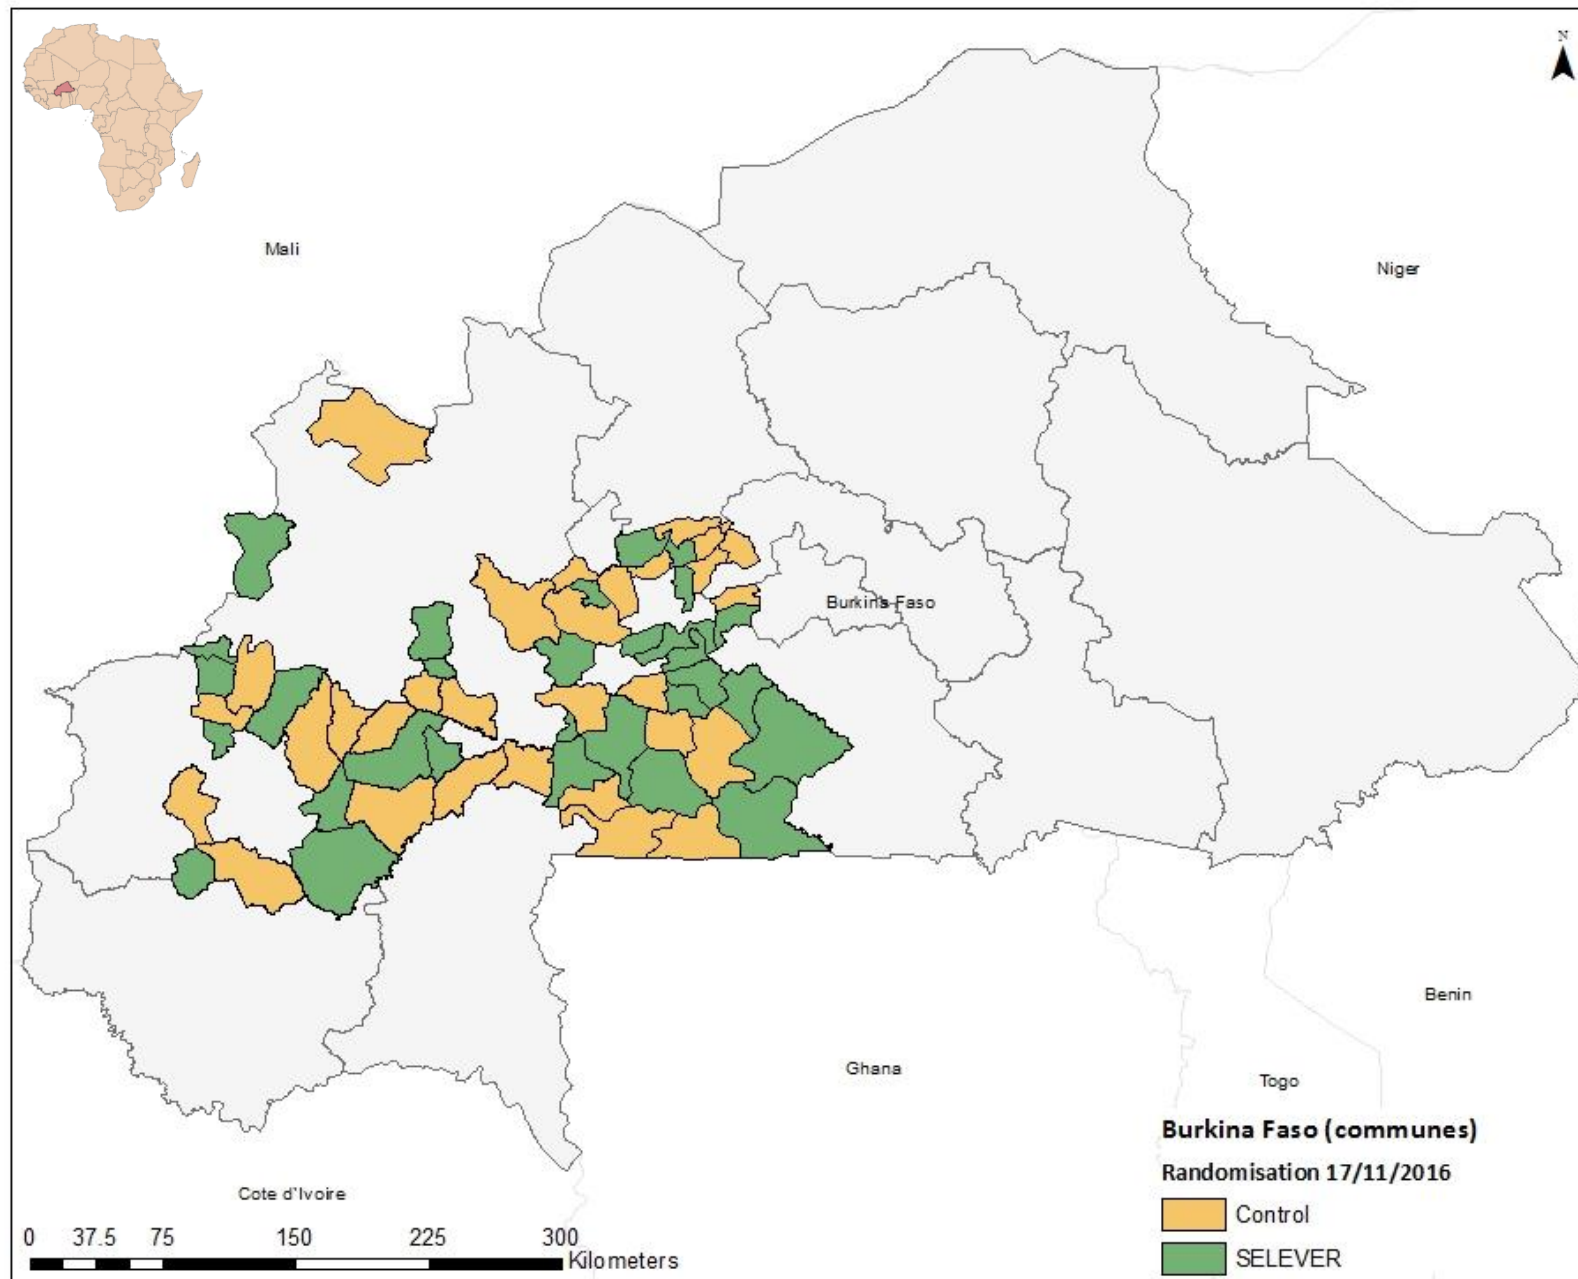 N
Mali
Niger
Burkina Faso
Benin
Ghana
Togo
Burkina Faso (communes)
Randomisation 17/11/2016
Cote d'Ivoire
Control
0 37.5 75 150 225 300
Kilometers
SELEVER